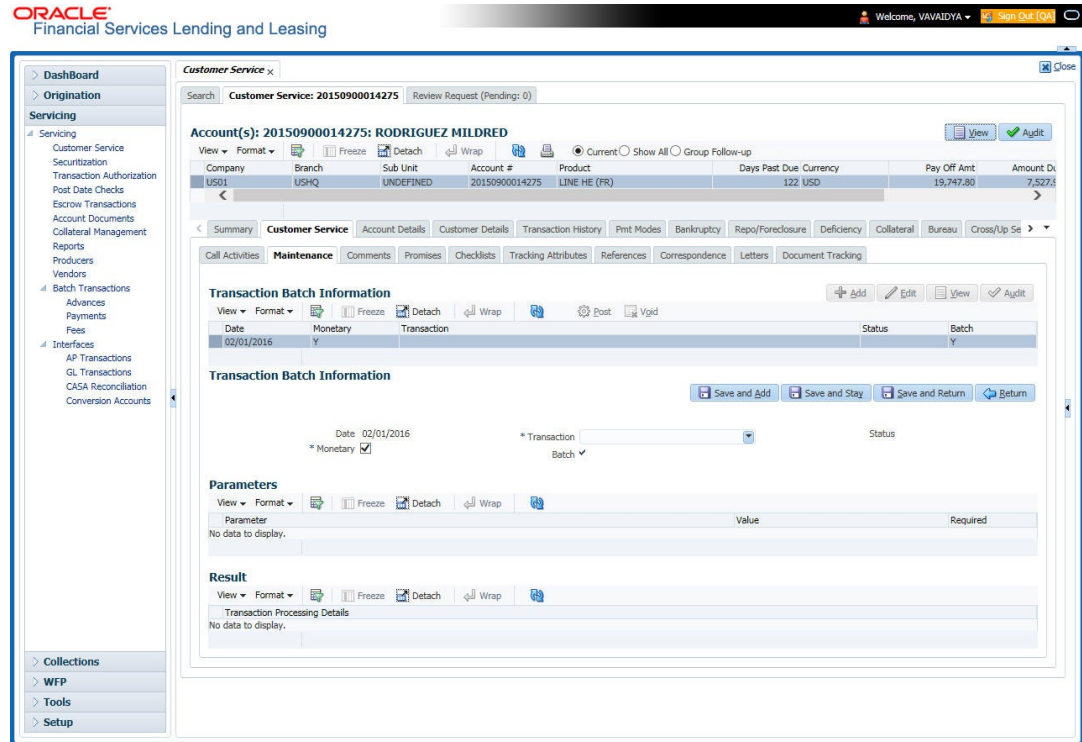 ORACLE
Financial Services Lending and Leasing
Welcome, VAVAIDYA
Sign Out [QA]
Close
DashBoard
Origination
Servicing
Servicing
Customer Service
Securitization
Transaction Authorization
Post Date Checks
Escrow Transactions
Account Documents
Collateral Management
Reports
Producers
Vendors
Batch Transactions
Advances
Payments
Fees
Interfaces
AP Transactions
GL Transactions
CASA Reconciliation
Conversion Accounts
Collections
WFP
Tools
Setup
Customer Service x
Search Customer Service: 20150900014275 Review Request (Pending: 0)
Account(s): 20150900014275: RODRIGUEZ MILDRED
View Audit
View Format Freeze Detach Wrap Current Show All Group Follow-up
Company Branch Sub Unit Account # Product Days Past Due Currency Pay Off Amt Amount Du
US01 USHQ UNDEFINED 20150900014275 LINE HE (FR) 122 USD 19,747.80 7,527.9
Summary Customer Service Account Details Customer Details Transaction History Pmt Modes Bankruptcy Repo/Foreclosure Deficiency Collateral Bureau Cross/Up Se
Call Activities Maintenance Comments Promises Checklists Tracking Attributes References Correspondence Letters Document Tracking
Transaction Batch Information
Add Edit View Audit
View Format Freeze Detach Wrap Post Void
Date Monetary Transaction Status Batch
02/01/2016 Y Y
Transaction Batch Information
Save and Add Save and Stay Save and Return Return
Date 02/01/2016 * Transaction Status
* Monetary Batch
Parameters
View Format Freeze Detach Wrap
Parameter Value Required
No data to display.
Result
View Format Freeze Detach Wrap
Transaction Processing Details
No data to display.